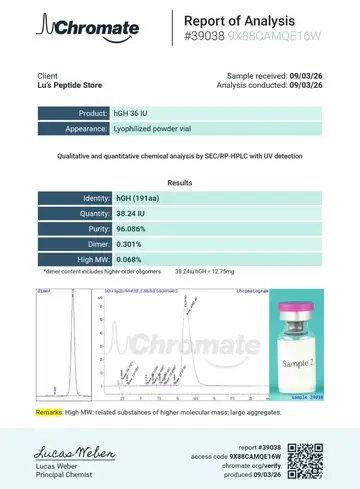 Chromate
Report of Analysis
#39038 9X88CAMQE16W
Client
Lu's Peptide Store
Sample received: 09/03/26
Analysis conducted: 09/03/26
Product: hGH 36 IU
Appearance: Lyophilized powder vial
Qualitative and quantitative chemical analysis by SEC/RP-HPLC with UV detection
Results
Identity: hGH (191aa)
Quantity: 38.24 IU
Purity: 96.086%
Dimer: 0.301%
High MW: 0.068%
*dimer content includes higher-order oligomers. 38.24iu hGH = 12.75mg
dimer
chromatogram
Chromate
Sample 2
sample 39038
Remarks: High MW: related substances of higher molecular mass; large aggregates.
Lucas Weber
Lucas Weber
Principal Chemist
report #39038
access code 9X88CAMQE16W
chromate.org/verify
produced 09/03/26